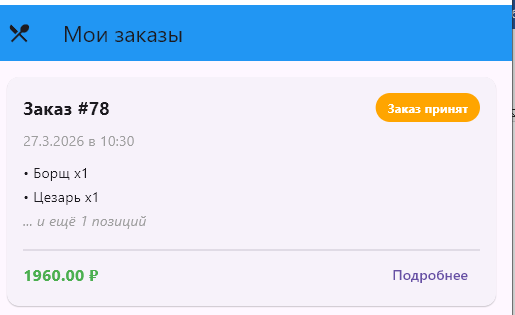 Мои заказы
Заказ #78
Заказ принят
27.3.2026 в 10:30
• Борщ x1
• Цезарь x1
... и ещё 1 позиций
1960.00 ₽
Подробнее